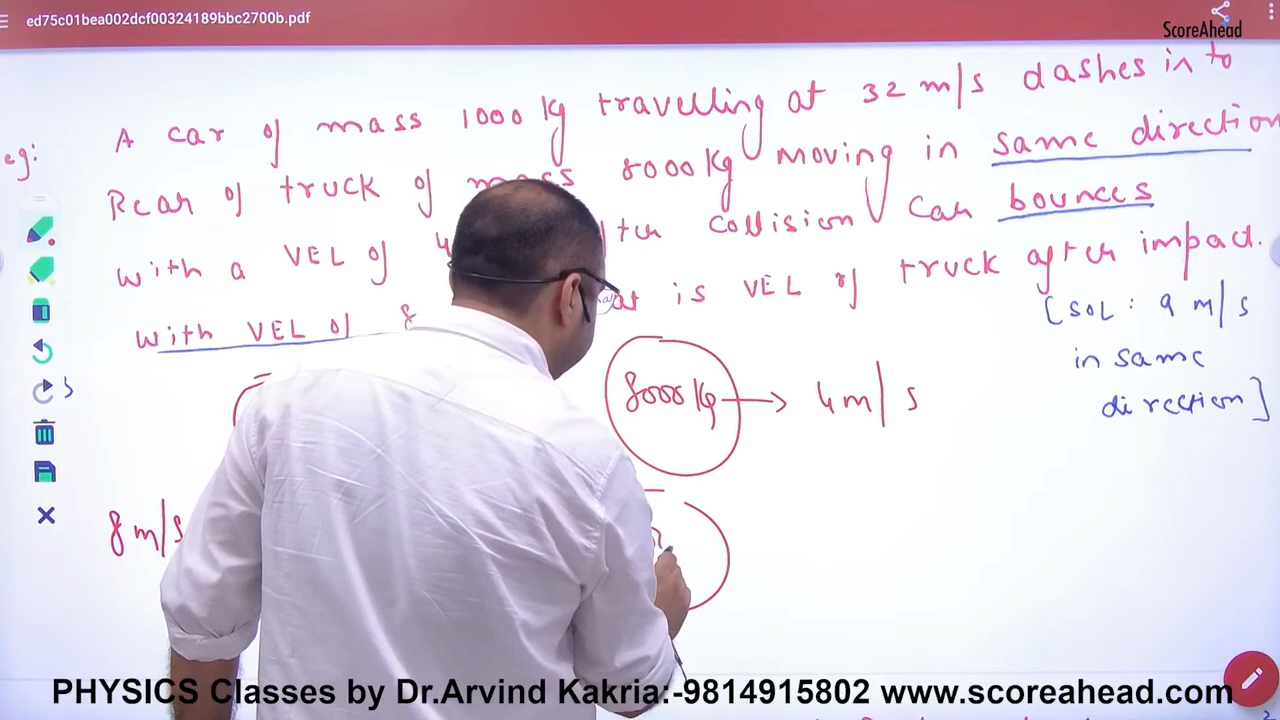 ed75c01bea002dcf00324189bbc2700b.pdf
ScoreAhead
eg: A car of mass 1000 kg travelling at 32 m/s dashes in to
Rear of truck of mass 8000 kg moving in same direction
with a VEL of 4 collision Car bounces
with VEL of 8 is VEL of truck after impact.
[SOL: 9 m/s
in same
direction]
8000 kg → 4 m/s
8 m/s
PHYSICS Classes by Dr.Arvind Kakria:-9814915802 www.scoreahead.com